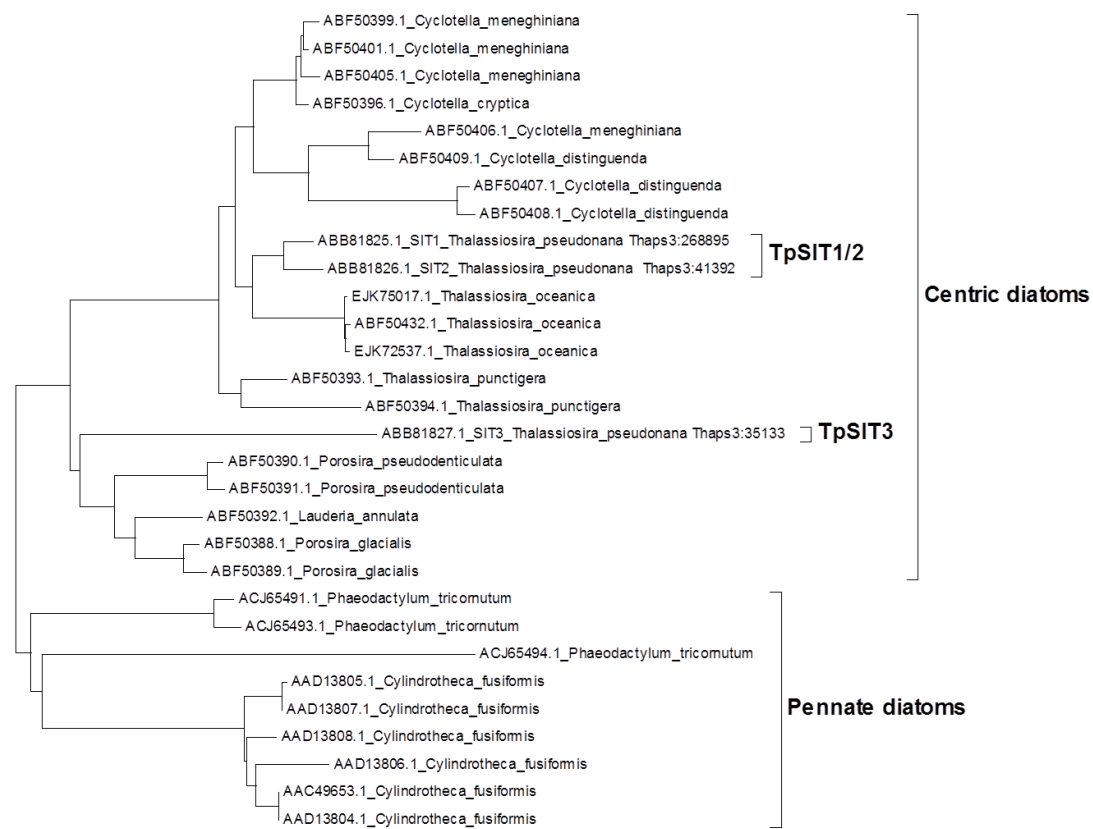 ABF50399.1_Cyclotella_meneghiniana
ABF50401.1_Cyclotella_meneghiniana
ABF50405.1_Cyclotella_meneghiniana
ABF50396.1_Cyclotella_cryptica
ABF50406.1_Cyclotella_meneghiniana
ABF50409.1_Cyclotella_distinguenda
ABF50407.1_Cyclotella_distinguenda
ABF50408.1_Cyclotella_distinguenda
ABB81825.1_SIT1_Thalassiosira_pseudonana Thaps3:268895
TpSIT1/2
ABB81826.1_SIT2_Thalassiosira_pseudonana Thaps3:41392
EJK75017.1_Thalassiosira_oceanica
Centric diatoms
ABF50432.1_Thalassiosira_oceanica
EJK72537.1_Thalassiosira_oceanica
ABF50393.1_Thalassiosira_punctigera
ABF50394.1_Thalassiosira_punctigera
ABB81827.1_SIT3_Thalassiosira_pseudonana Thaps3:35133
TpSIT3
ABF50390.1_Porosira_pseudodenticulata
ABF50391.1_Porosira_pseudodenticulata
ABF50392.1_Lauderia_annulata
ABF50388.1_Porosira_glacialis
ABF50389.1_Porosira_glacialis
ACJ65491.1_Phaeodactylum_tricornutum
ACJ65493.1_Phaeodactylum_tricornutum
ACJ65494.1_Phaeodactylum_tricornutum
AAD13805.1_Cylindrotheca_fusiformis
AAD13807.1_Cylindrotheca_fusiformis
Pennate diatoms
AAD13808.1_Cylindrotheca_fusiformis
AAD13806.1_Cylindrotheca_fusiformis
AAC49653.1_Cylindrotheca_fusiformis
AAD13804.1_Cylindrotheca_fusiformis